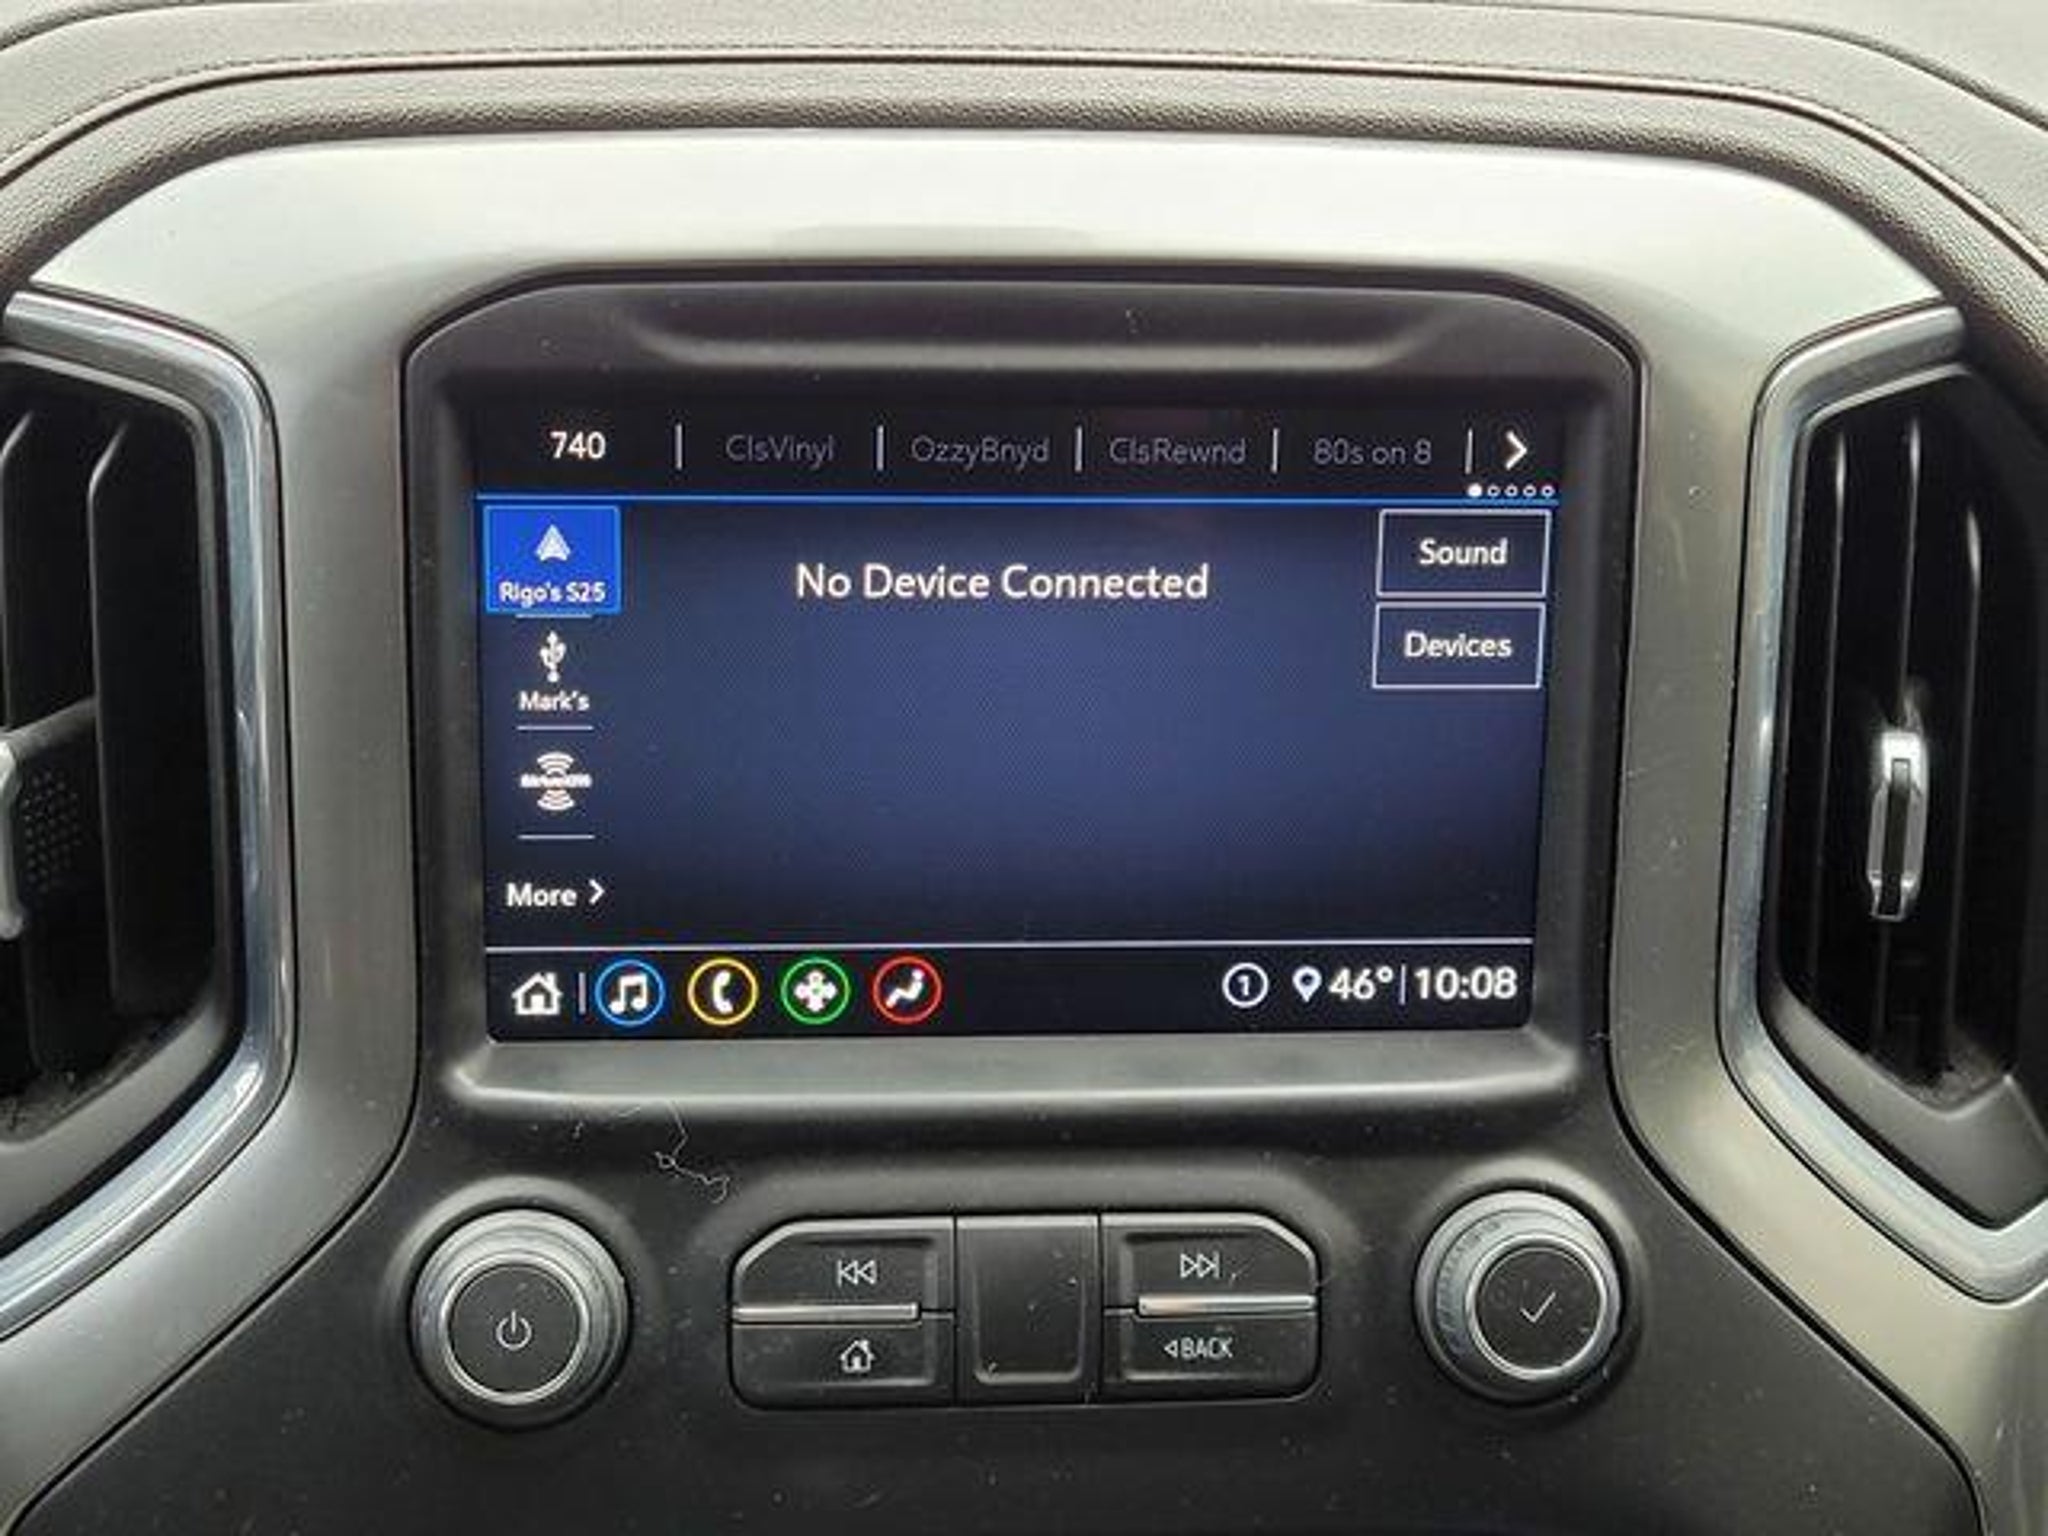 740 | ClsVinyl | OzzyBnyd | ClsRewnd | 80s on 8 |
Rigo's S25
No Device Connected
Sound
Devices
Mark's
More
1 46° | 10:08
BACK